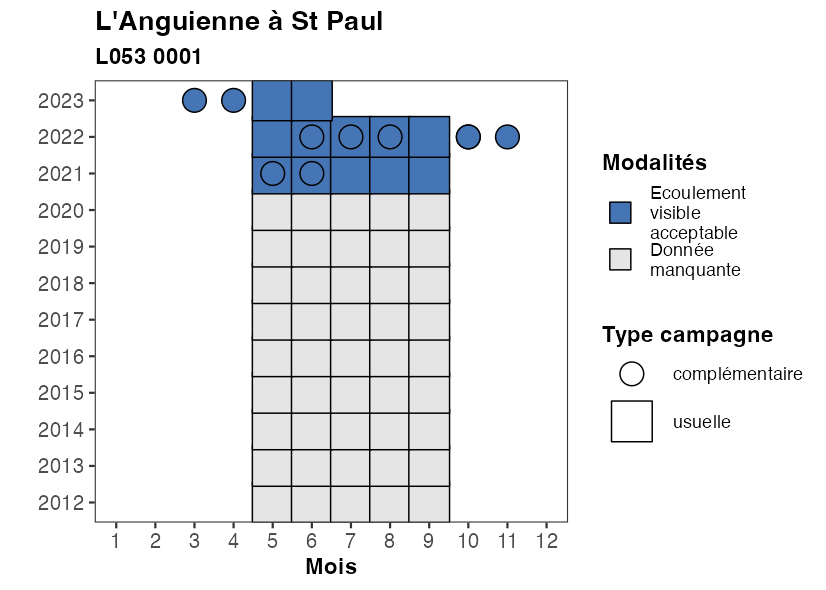 L'Anguienne à St Paul
L053 0001
2023
2022
2021
2020
2019
2018
2017
2016
2015
2014
2013
2012
1 2 3 4 5 6 7 8 9 10 11 12
Mois
Modalités
Ecoulement
visible
acceptable
Donnée
manquante
Type campagne
complémentaire
usuelle